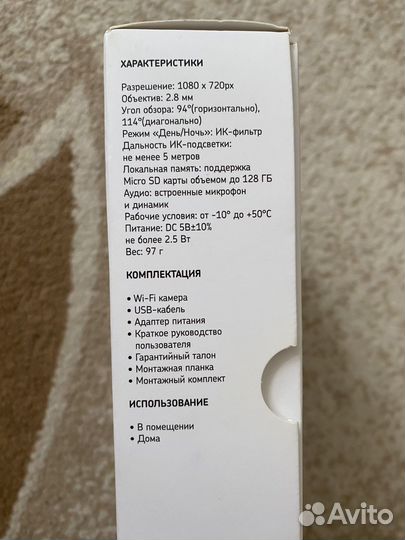 ХАРАКТЕРИСТИКИ
Разрешение: 1080 x 720px
Объектив: 2.8 мм
Угол обзора: 94°(горизонтально),
114°(диагонально)
Режим «День/Ночь»: ИК-фильтр
Дальность ИК-подсветки:
не менее 5 метров
Локальная память: поддержка
Micro SD карты объемом до 128 ГБ
Аудио: встроенные микрофон
и динамик
Рабочие условия: от -10° до +50°С
Питание: DC 5В±10%
не более 2.5 Вт
Вес: 97 г
КОМПЛЕКТАЦИЯ
• Wi-Fi камера
• USB-кабель
• Адаптер питания
• Краткое руководство
пользователя
• Гарантийный талон
• Монтажная планка
• Монтажный комплект
ИСПОЛЬЗОВАНИЕ
• В помещении
• Дома
Avito